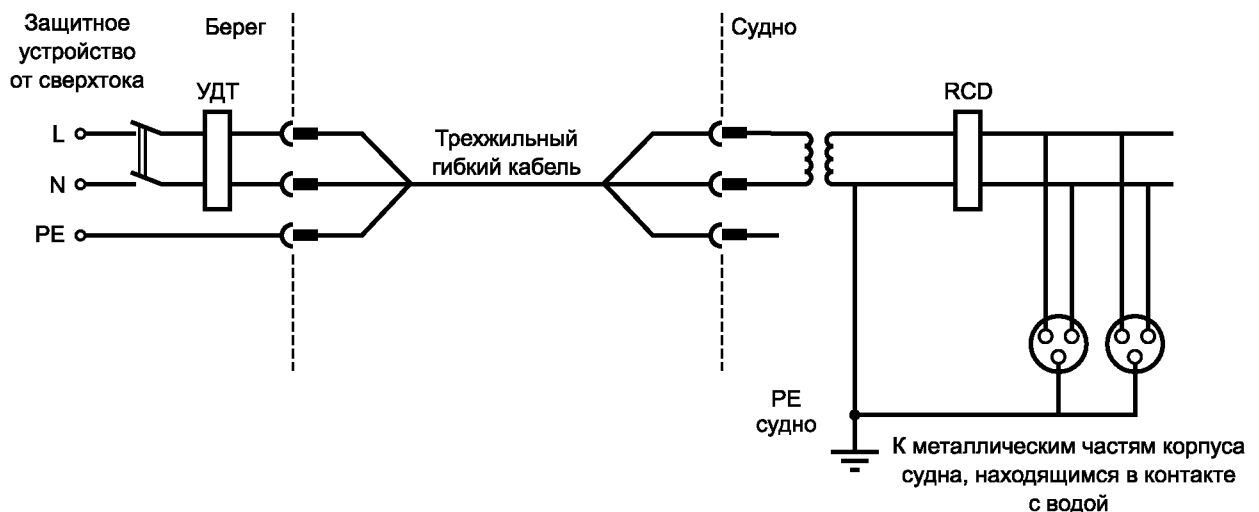 Защитное
устройство
от сверхтока
Берег
Судно
УДТ
RCD
L
N
PE
Трехжильный
гибкий кабель
PE
судно
К металлическим частям корпуса
судна, находящимся в контакте
с водой